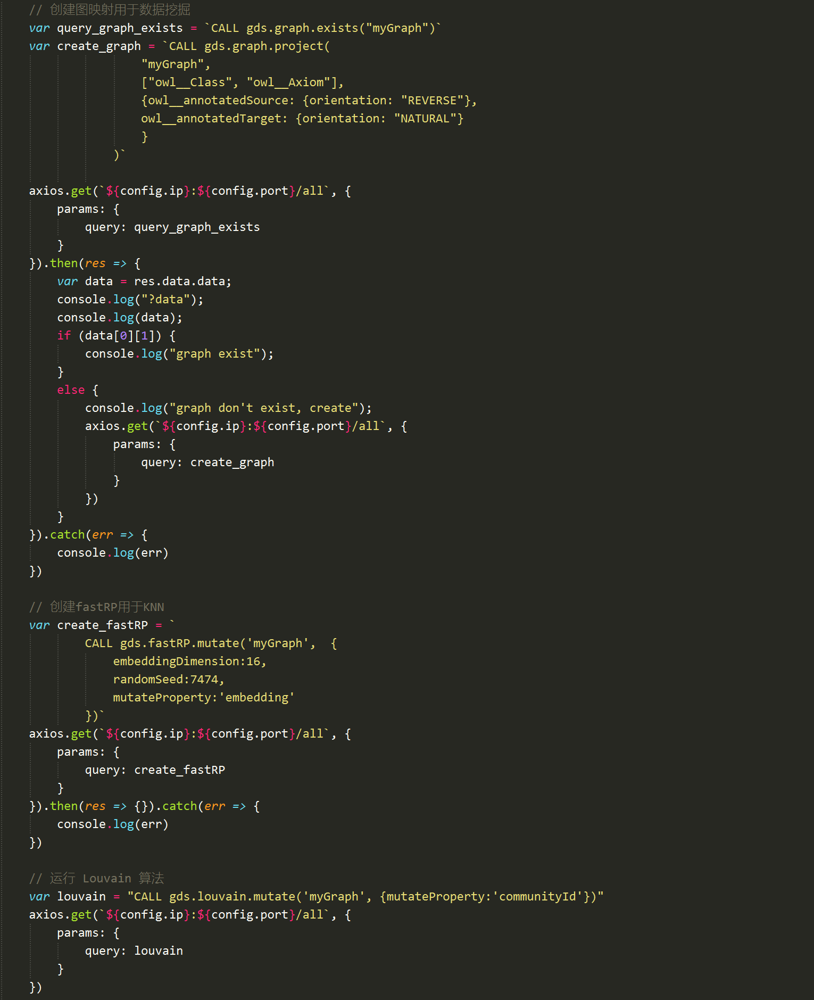 // 创建图映射用于数据挖掘
var query_graph_exists = `CALL gds.graph.exists("myGraph")`
var create_graph = `CALL gds.graph.project(
                "myGraph",
                ["owl__Class", "owl__Axiom"],
                {owl__annotatedSource: {orientation: "REVERSE"},
                owl__annotatedTarget: {orientation: "NATURAL"}
                }
            )`
axios.get(`${config.ip}:${config.port}/all`, {
    params: {
        query: query_graph_exists
    }
}).then(res => {
    var data = res.data.data;
    console.log("?data");
    console.log(data);
    if (data[0][1]) {
        console.log("graph exist");
    }
    else {
        console.log("graph don't exist, create");
        axios.get(`${config.ip}:${config.port}/all`, {
            params: {
                query: create_graph
            }
        })
    }
}).catch(err => {
    console.log(err)
})
// 创建fastRP用于KNN
var create_fastRP = `
        CALL gds.fastRP.mutate('myGraph',  {
            embeddingDimension:16,
            randomSeed:7474,
            mutateProperty:'embedding'
        })`
axios.get(`${config.ip}:${config.port}/all`, {
    params: {
        query: create_fastRP
    }
}).then(res => {}).catch(err => {
    console.log(err)
})
// 运行 Louvain 算法
var louvain = "CALL gds.louvain.mutate('myGraph', {mutateProperty:'communityId'})"
axios.get(`${config.ip}:${config.port}/all`, {
    params: {
        query: louvain
    }
})